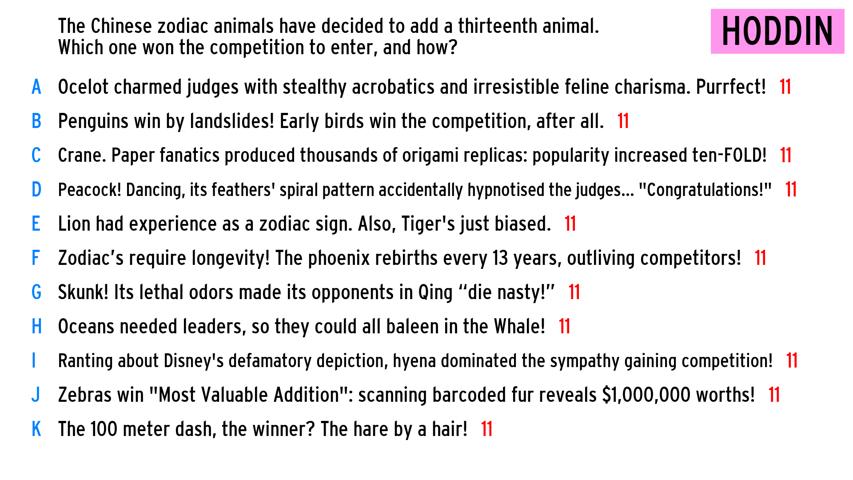 The Chinese zodiac animals have decided to add a thirteenth animal.
Which one won the competition to enter, and how?
HODDIN
A Ocelot charmed judges with stealthy acrobatics and irresistible feline charisma. Purrfect! 11
B Penguins win by landslides! Early birds win the competition, after all. 11
C Crane. Paper fanatics produced thousands of origami replicas: popularity increased ten-FOLD! 11
D Peacock! Dancing, its feathers' spiral pattern accidentally hypnotised the judges... "Congratulations!" 11
E Lion had experience as a zodiac sign. Also, Tiger's just biased. 11
F Zodiac’s require longevity! The phoenix rebirths every 13 years, outliving competitors! 11
G Skunk! Its lethal odors made its opponents in Qing “die nasty!” 11
H Oceans needed leaders, so they could all baleen in the Whale! 11
I Ranting about Disney's defamatory depiction, hyena dominated the sympathy gaining competition! 11
J Zebras win "Most Valuable Addition": scanning barcoded fur reveals $1,000,000 worths! 11
K The 100 meter dash, the winner? The hare by a hair! 11